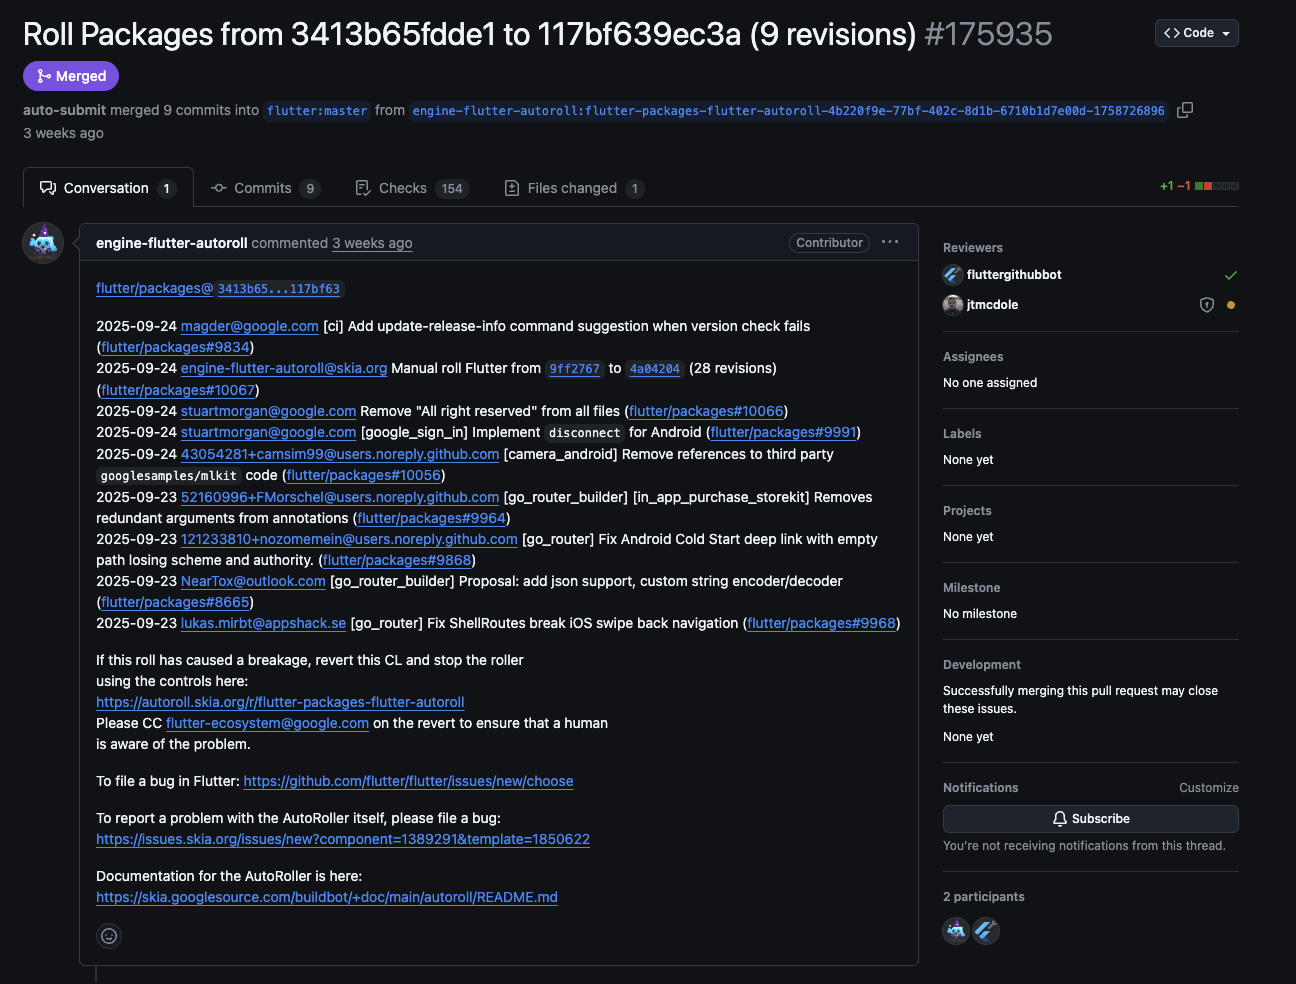 Roll Packages from 3413b65fdde1 to 117bf639ec3a (9 revisions) #175935
Code
Merged
auto-submit merged 9 commits into flutter:master from engine-flutter-autoroll:flutter-packages-flutter-autoroll-4b220f9e-77bf-402c-8d1b-6710b1d7e00d-1758726896
3 weeks ago
Conversation 1 Commits 9 Checks 154 Files changed 1
+1 −1
engine-flutter-autoroll commented 3 weeks ago
Contributor
flutter/packages@3413b65...117bf63
2025-09-24 magder@google.com [ci] Add update-release-info command suggestion when version check fails
(flutter/packages#9834)
2025-09-24 engine-flutter-autoroll@skia.org Manual roll Flutter from 9ff2767 to 4a04204 (28 revisions)
(flutter/packages#10067)
2025-09-24 stuartmorgan@google.com Remove "All right reserved" from all files (flutter/packages#10066)
2025-09-24 stuartmorgan@google.com [google_sign_in] Implement disconnect for Android (flutter/packages#9991)
2025-09-24 43054281+camsim99@users.noreply.github.com [camera_android] Remove references to third party
googlesamples/mlkit code (flutter/packages#10056)
2025-09-23 52160996+FMorschel@users.noreply.github.com [go_router_builder] [in_app_purchase_storekit] Removes
redundant arguments from annotations (flutter/packages#9964)
2025-09-23 121233810+nozomemein@users.noreply.github.com [go_router] Fix Android Cold Start deep link with empty
path losing scheme and authority. (flutter/packages#9868)
2025-09-23 NearTox@outlook.com [go_router_builder] Proposal: add json support, custom string encoder/decoder
(flutter/packages#8665)
2025-09-23 lukas.mirbt@appshack.se [go_router] Fix ShellRoutes break iOS swipe back navigation (flutter/packages#9968)
If this roll has caused a breakage, revert this CL and stop the roller
using the controls here:
https://autoroll.skia.org/r/flutter-packages-flutter-autoroll
Please CC flutter-ecosystem@google.com on the revert to ensure that a human
is aware of the problem.
To file a bug in Flutter: https://github.com/flutter/flutter/issues/new/choose
To report a problem with the AutoRoller itself, please file a bug:
https://issues.skia.org/issues/new?component=1389291&template=1850622
Documentation for the AutoRoller is here:
https://skia.googlesource.com/buildbot/+doc/main/autoroll/README.md
Reviewers
fluttergithubbot
jtmcdole
Assignees
No one assigned
Labels
None yet
Projects
None yet
Milestone
No milestone
Development
Successfully merging this pull request may close
these issues.
None yet
Notifications
Customize
Subscribe
You're not receiving notifications from this thread.
2 participants